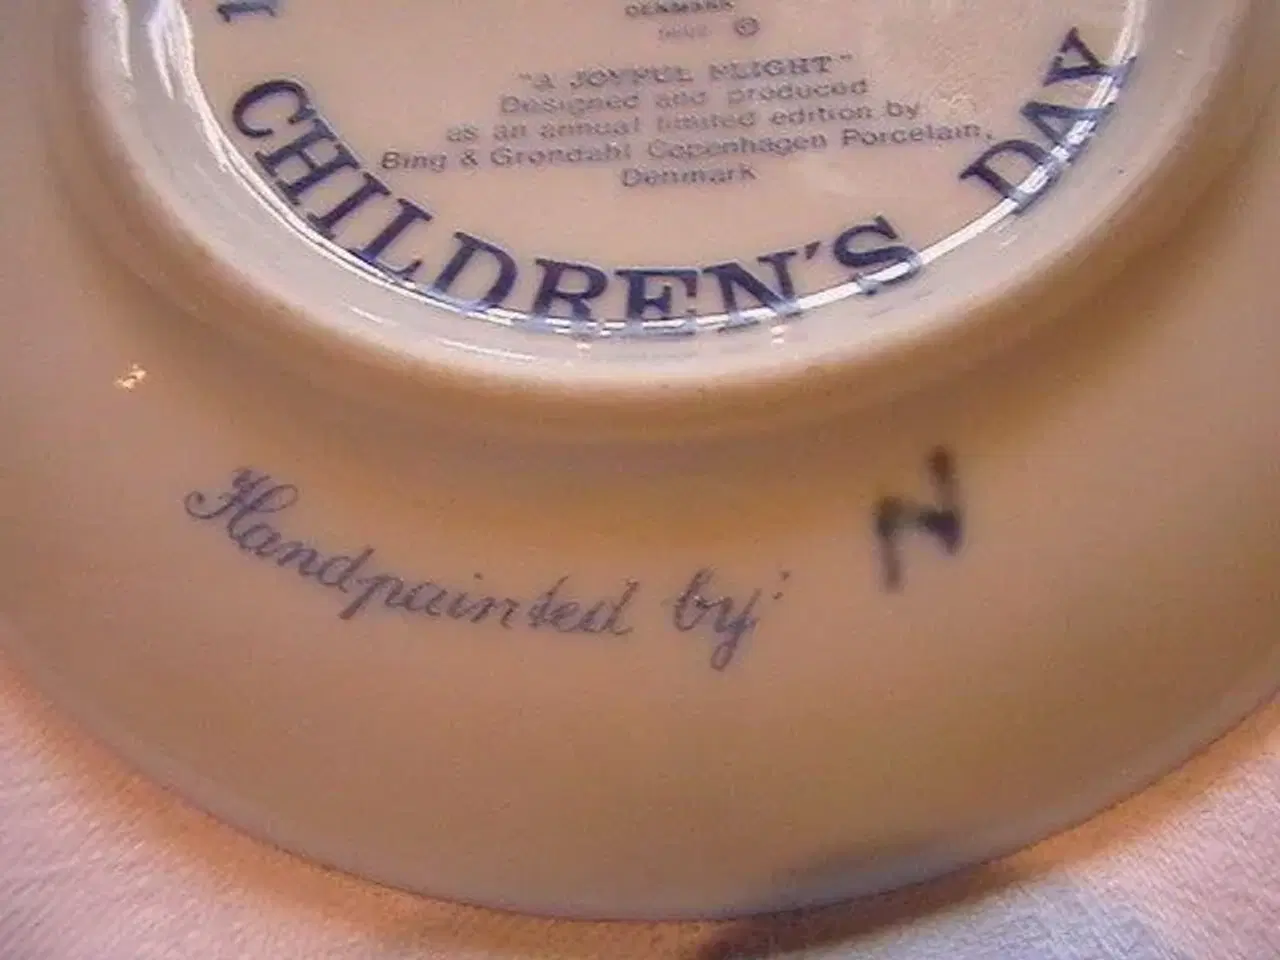 DENMARK
©
"A JOYFUL FLIGHT"
Designed and produced
as an annual limited edition by
Bing & Grondahl Copenhagen Porcelain,
Denmark
CHILDREN'S DAY
Handpainted by: N